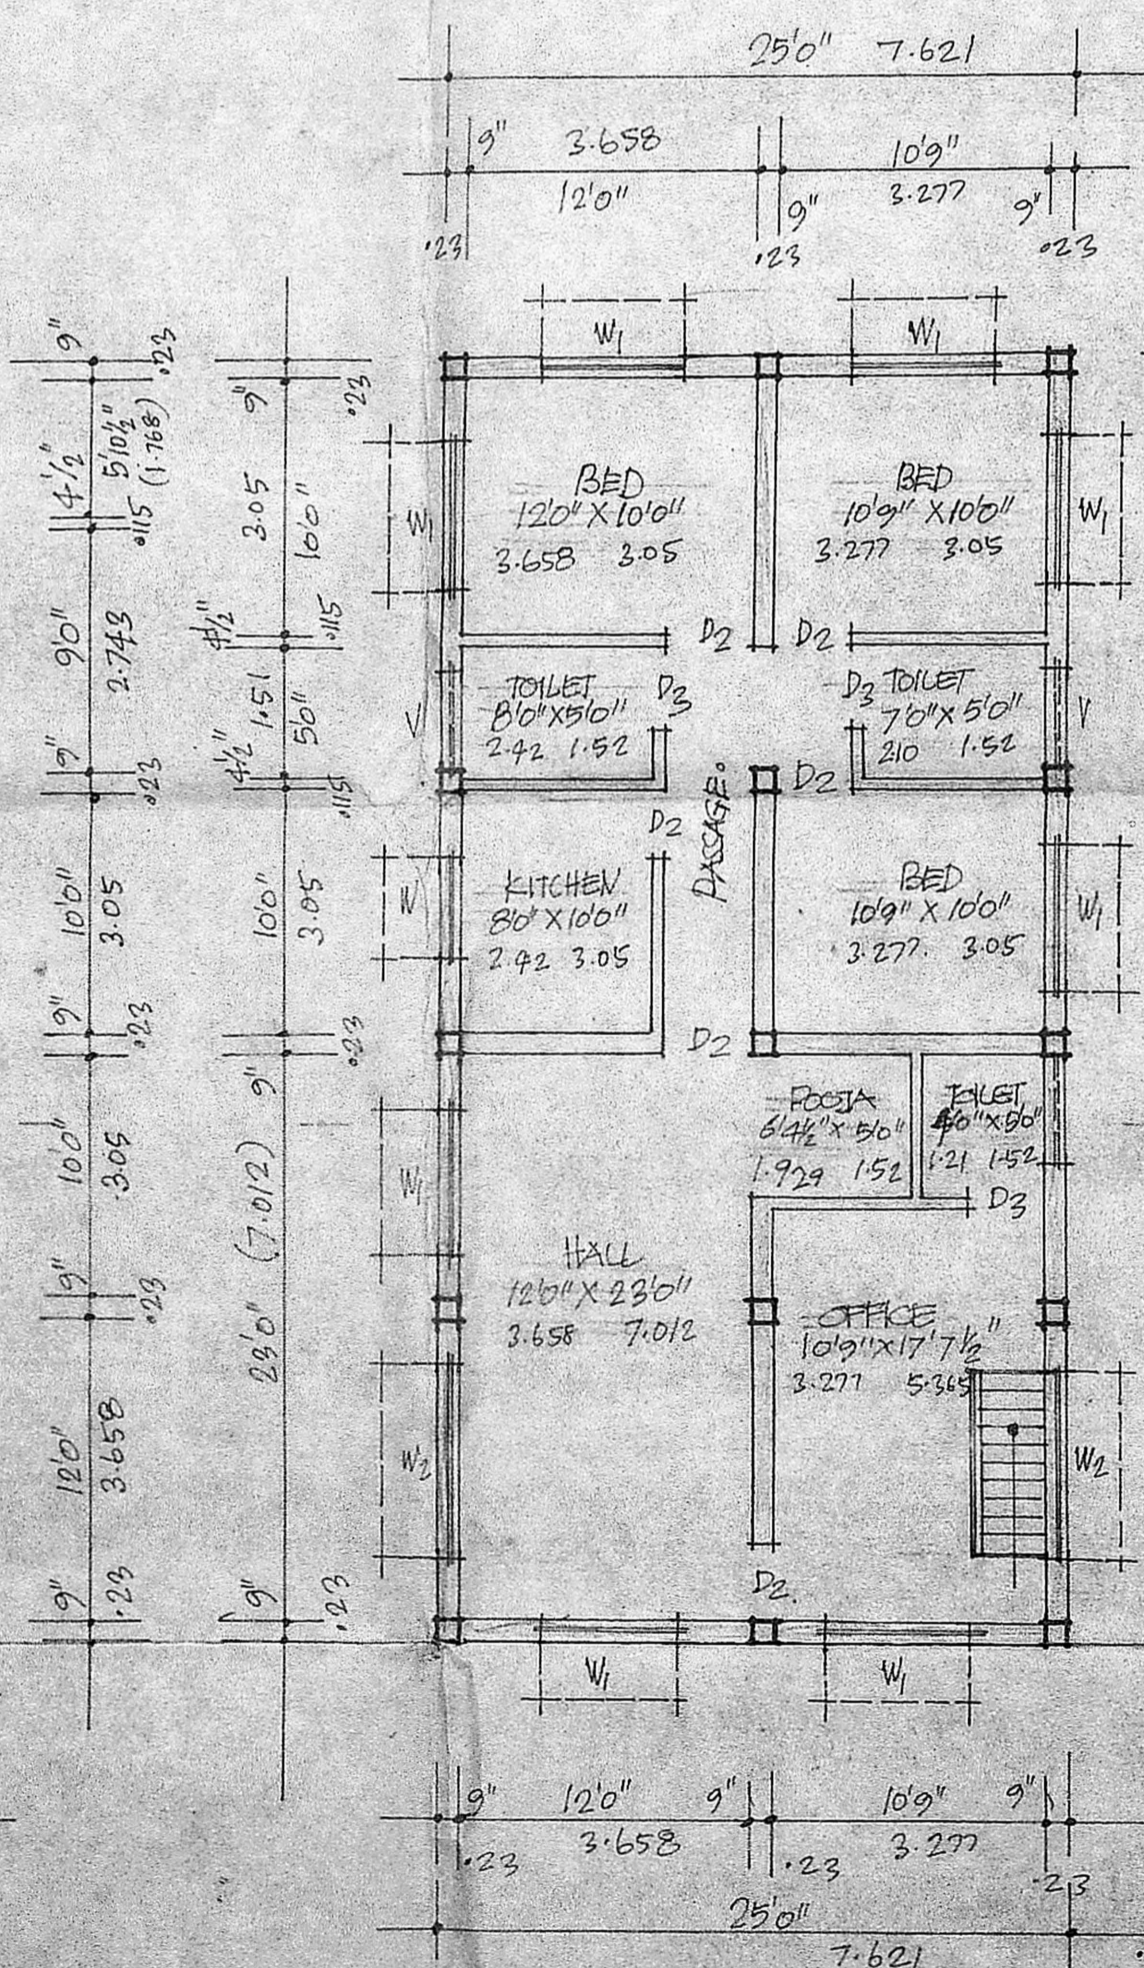 25'0" 7.621
9" 3.658 10'9"
12'0" 9" 3.277 9"
.23 .23 .23
W1 W1
9" .23 9" .23
4½" 5'10½" (1.768) .115
3.05 10'0"
W1 BED BED W1
12'0" X 10'0" 10'9" X 10'0"
3.658 3.05 3.277 3.05
4½" .115
D2 D2
9'0" 2.743
1.51 5'0"
V TOILET D3 D3 TOILET V
8'0" X 5'0" 7'0" X 5'0"
2.42 1.52 210 1.52
9" .23 4½" .115
D2
PASSAGE.
D2
10'0" 3.05 10'0" 3.05
W KITCHEN BED W1
8'0" X 10'0" 10'9" X 10'0"
2.42 3.05 3.277. 3.05
9" .23 9" .23
D2
POOJA TOILET
6'4½" X 5'0" 4'0" X 5'0"
1.929 1.52 1.21 1.52
10'0" 3.05
W1
D3
23'0" (7.012)
HALL
12'0" X 23'0"
3.658 7.012
9" .23
OFFICE
10'9" X 17'7½"
3.277 5.365
12'0" 3.658
W2 W2
9" .23 9" .23
D2.
W1 W1
9" 12'0" 9" 10'9" 9"
.23 3.658 .23 3.277 .23
25'0"
7.621